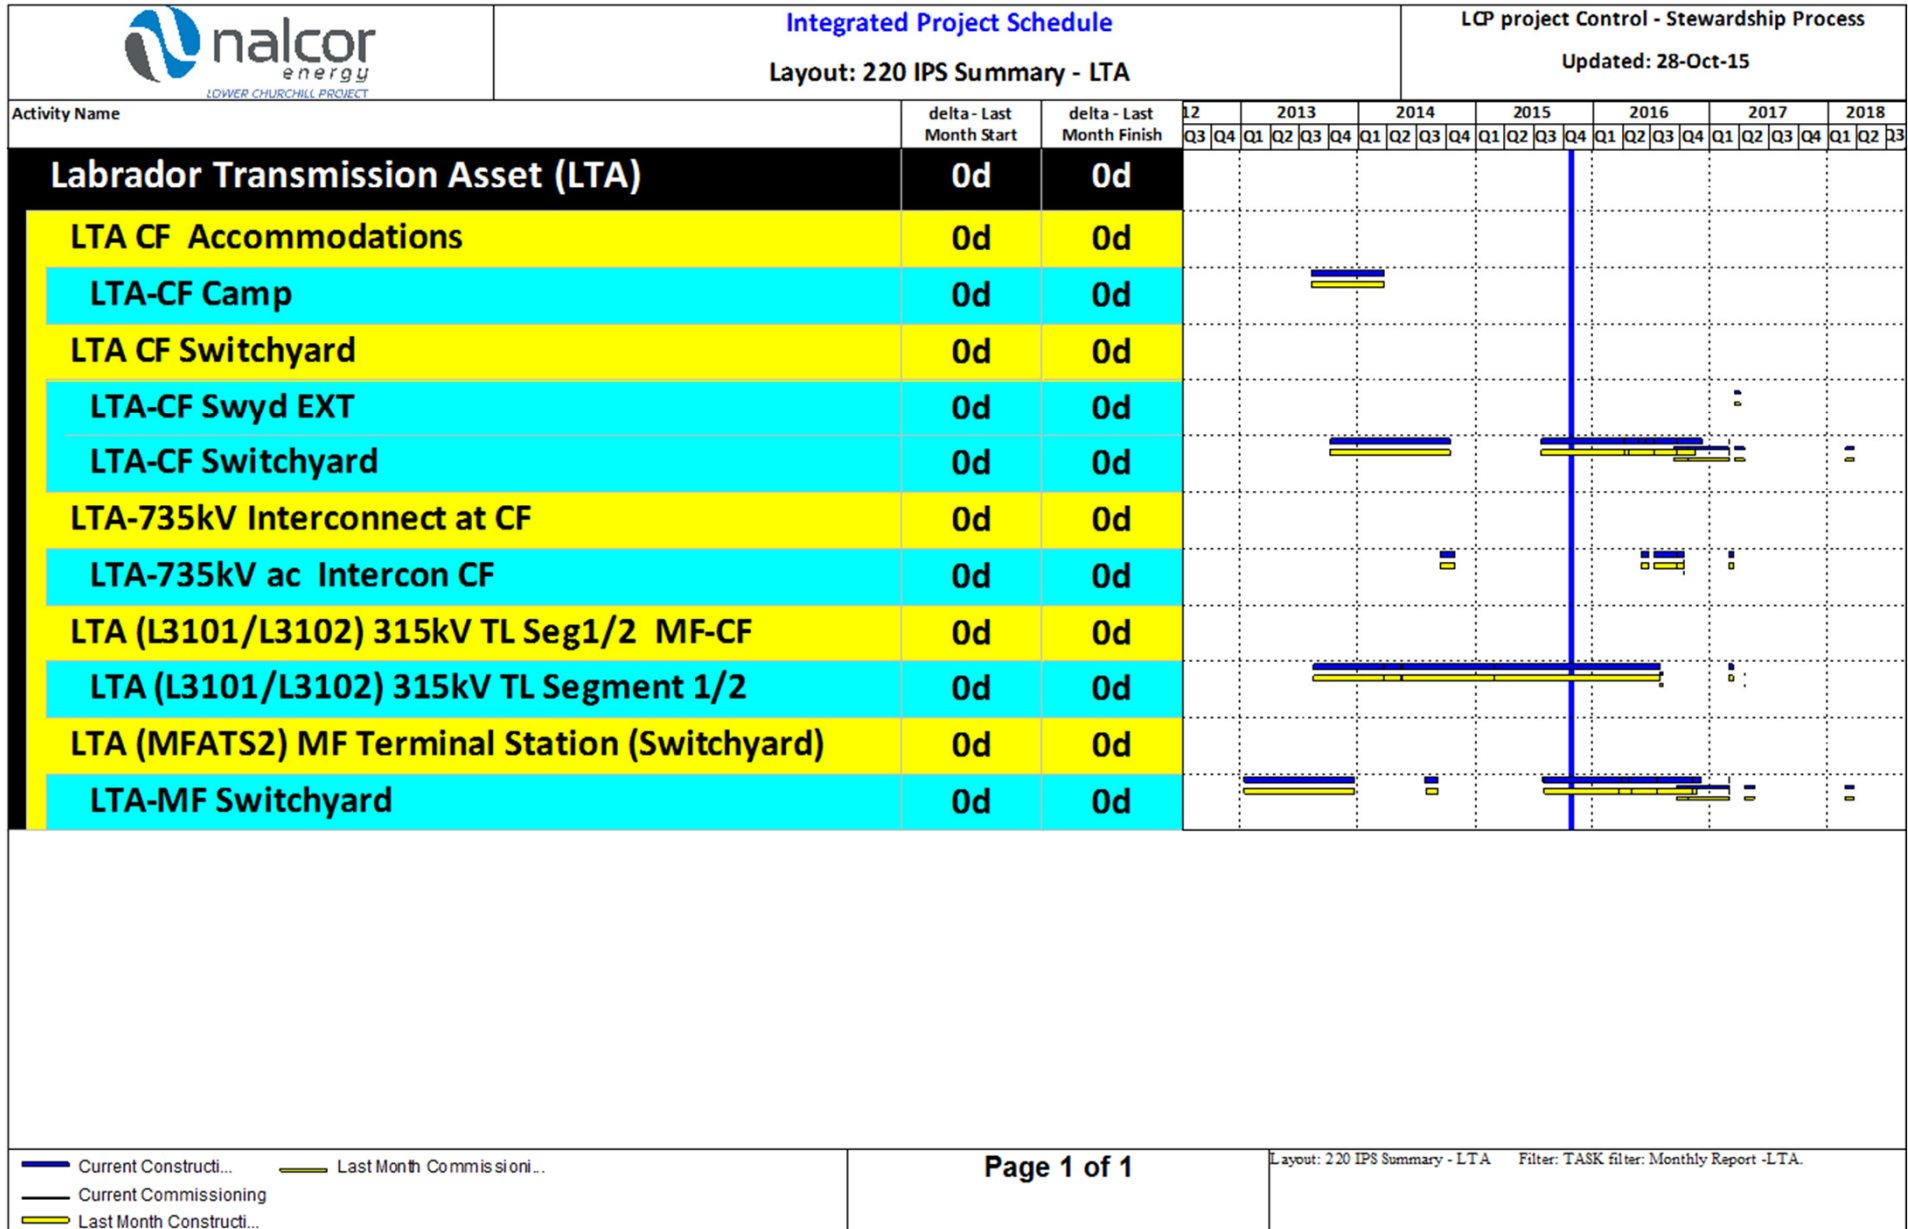 nalcor
energy
LOWER CHURCHILL PROJECT
Integrated Project Schedule
Layout: 220 IPS Summary - LTA
LCP project Control - Stewardship Process
Updated: 28-Oct-15
Activity Name
delta - Last
Month Start
delta - Last
Month Finish
12 2013 2014 2015 2016 2017 2018
Q3 Q4 Q1 Q2 Q3 Q4 Q1 Q2 Q3 Q4 Q1 Q2 Q3 Q4 Q1 Q2 Q3 Q4 Q1 Q2 Q3 Q4 Q1 Q2 Q3
Labrador Transmission Asset (LTA) 0d 0d
LTA CF Accommodations 0d 0d
LTA-CF Camp 0d 0d
LTA CF Switchyard 0d 0d
LTA-CF Swyd EXT 0d 0d
LTA-CF Switchyard 0d 0d
LTA-735kV Interconnect at CF 0d 0d
LTA-735kV ac Intercon CF 0d 0d
LTA (L3101/L3102) 315kV TL Seg1/2 MF-CF 0d 0d
LTA (L3101/L3102) 315kV TL Segment 1/2 0d 0d
LTA (MFATS2) MF Terminal Station (Switchyard) 0d 0d
LTA-MF Switchyard 0d 0d
Current Constructi... Last Month Commissioni...
Current Commissioning
Last Month Constructi...
Page 1 of 1
Layout: 220 IPS Summary - LTA Filter: TASK filter: Monthly Report -LTA.